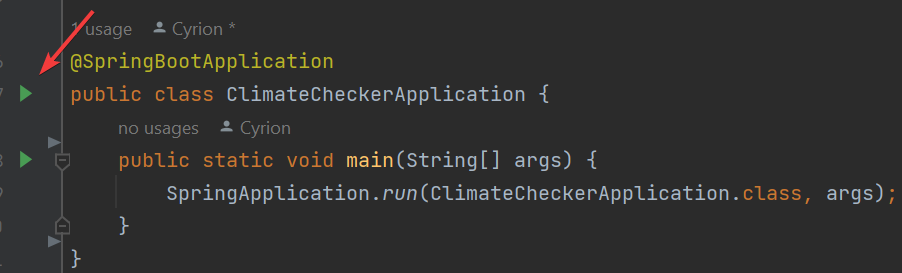 1 usage Cyrion *
@SpringBootApplication
public class ClimateCheckerApplication {
no usages Cyrion
public static void main(String[] args) {
SpringApplication.run(ClimateCheckerApplication.class, args);
}
}